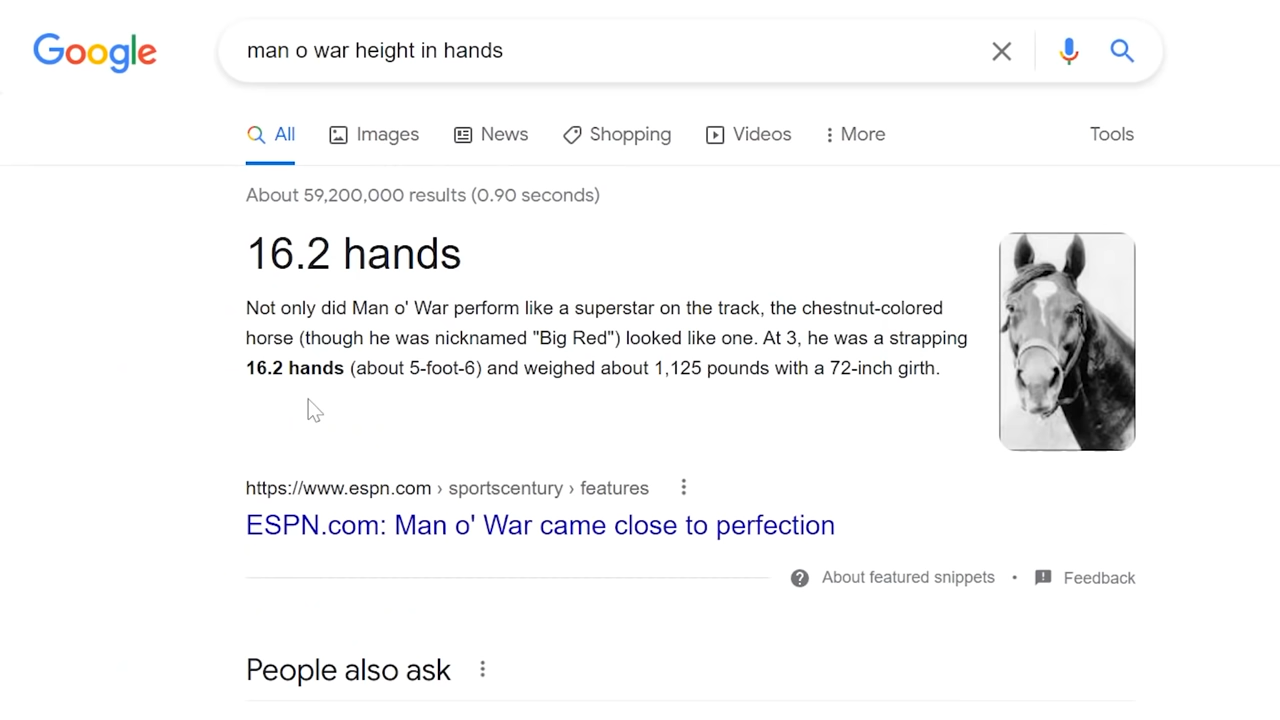 Google
man o war height in hands
All Images News Shopping Videos More Tools
About 59,200,000 results (0.90 seconds)
16.2 hands
Not only did Man o' War perform like a superstar on the track, the chestnut-colored
horse (though he was nicknamed "Big Red") looked like one. At 3, he was a strapping
16.2 hands (about 5-foot-6) and weighed about 1,125 pounds with a 72-inch girth.
https://www.espn.com › sportscentury › features
ESPN.com: Man o' War came close to perfection
About featured snippets • Feedback
People also ask